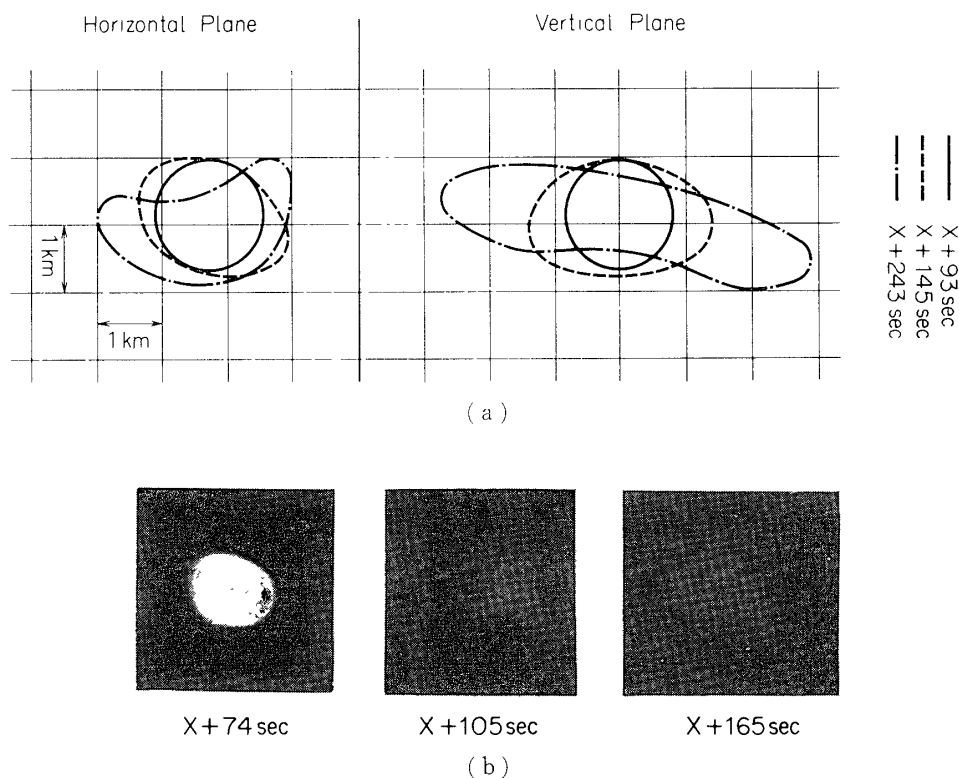 Horizontal Plane
Vertical Plane
1 km
1 km
X + 93 sec
X + 145 sec
X + 243 sec
( a )
X + 74 sec
X + 105 sec
X + 165 sec
( b )